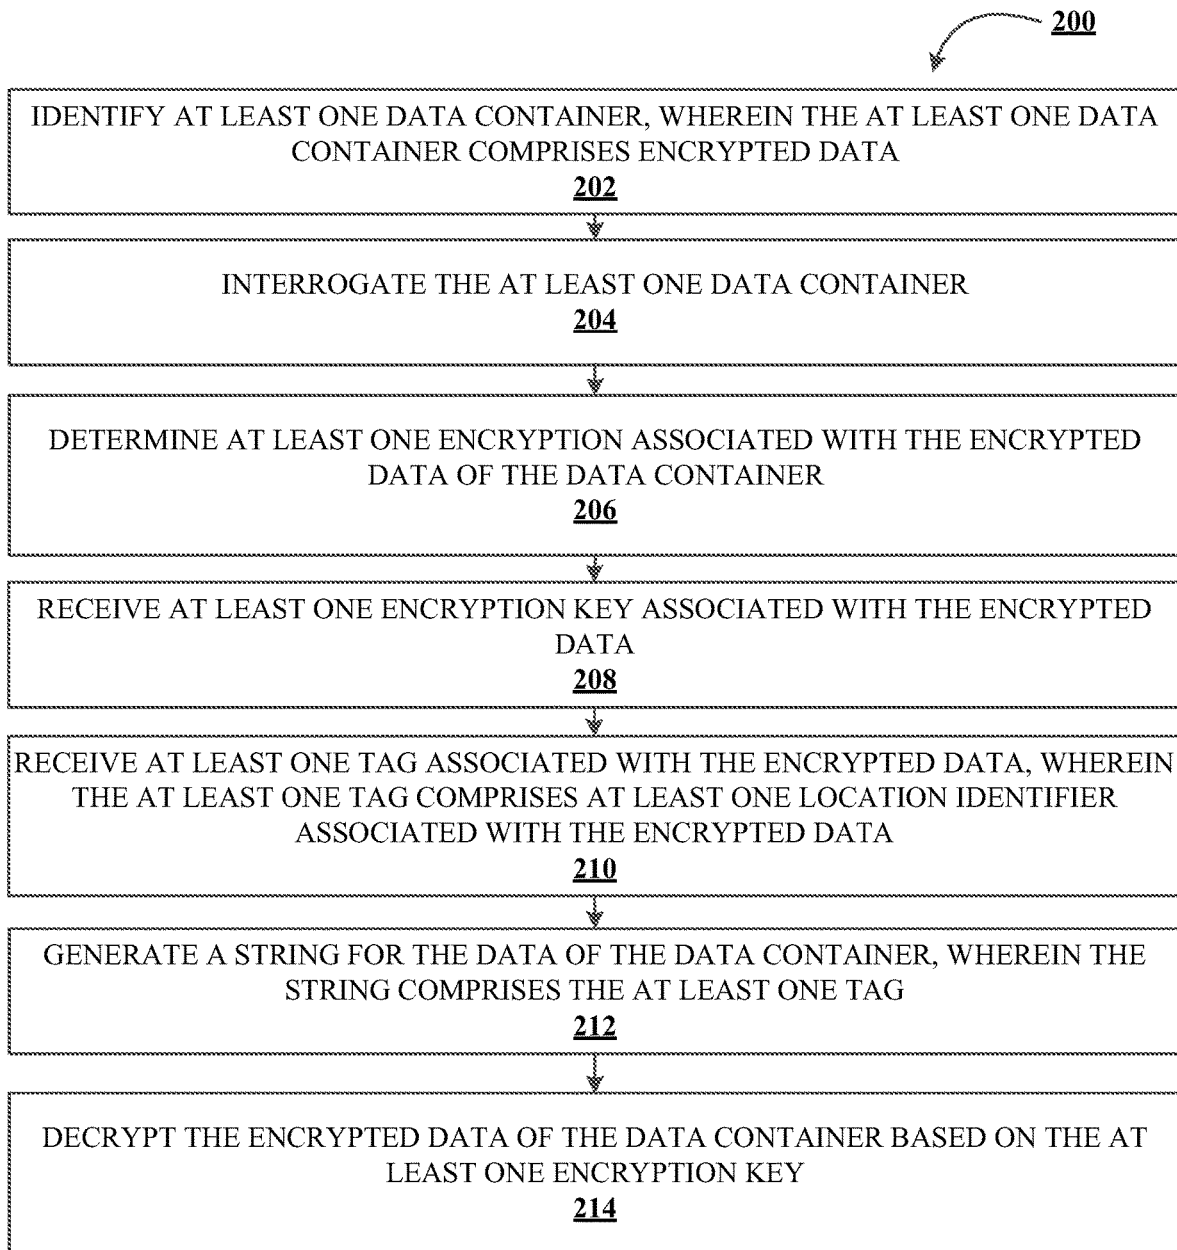 200
IDENTIFY AT LEAST ONE DATA CONTAINER, WHEREIN THE AT LEAST ONE DATA
CONTAINER COMPRISES ENCRYPTED DATA
202
INTERROGATE THE AT LEAST ONE DATA CONTAINER
204
DETERMINE AT LEAST ONE ENCRYPTION ASSOCIATED WITH THE ENCRYPTED
DATA OF THE DATA CONTAINER
206
RECEIVE AT LEAST ONE ENCRYPTION KEY ASSOCIATED WITH THE ENCRYPTED
DATA
208
RECEIVE AT LEAST ONE TAG ASSOCIATED WITH THE ENCRYPTED DATA, WHEREIN
THE AT LEAST ONE TAG COMPRISES AT LEAST ONE LOCATION IDENTIFIER
ASSOCIATED WITH THE ENCRYPTED DATA
210
GENERATE A STRING FOR THE DATA OF THE DATA CONTAINER, WHEREIN THE
STRING COMPRISES THE AT LEAST ONE TAG
212
DECRYPT THE ENCRYPTED DATA OF THE DATA CONTAINER BASED ON THE AT
LEAST ONE ENCRYPTION KEY
214